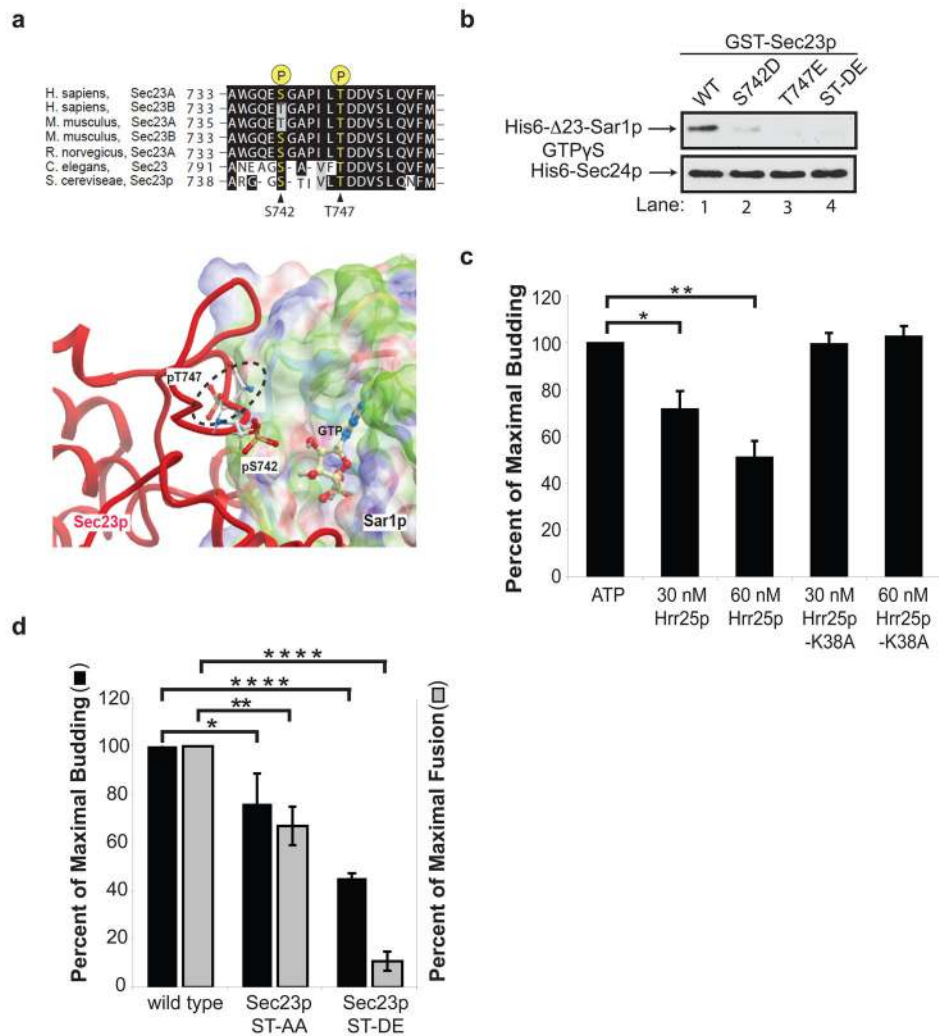 a
P P
H. sapiens, Sec23A 733 – AWGQESGAPILTDDVSLQVFM–
H. sapiens, Sec23B 733 – AWGQETGAPILTDDVSLQVFM–
M. musculus, Sec23A 735 – AWGQETGAPILTDDVSLQVFM–
M. musculus, Sec23B 733 – AWGQESGAPILTDDVSLQVFM–
R. norvegicus, Sec23A 733 – AWGQESGAPILTDDVSLQVFM–
C. elegans, Sec23 791 – ANEAGS-A-VFTDDVSLQVFM–
S. cereviseae, Sec23p 738 – ARG-GS-TIVLTDDVSLQNFM–
S742 T747
pT747
GTP
pS742
Sec23p
Sar1p
b
GST-Sec23p
WT S742D T747E ST-DE
His6-Δ23-Sar1p
GTPγS
His6-Sec24p
Lane: 1 2 3 4
c
Percent of Maximal Budding
120
100
80
60
40
20
0
**
*
ATP 30 nM Hrr25p 60 nM Hrr25p 30 nM Hrr25p -K38A 60 nM Hrr25p -K38A
d
Percent of Maximal Budding (■)
Percent of Maximal Fusion (■)
120
100
80
60
40
20
0
****
****
**
*
wild type Sec23p ST-AA Sec23p ST-DE